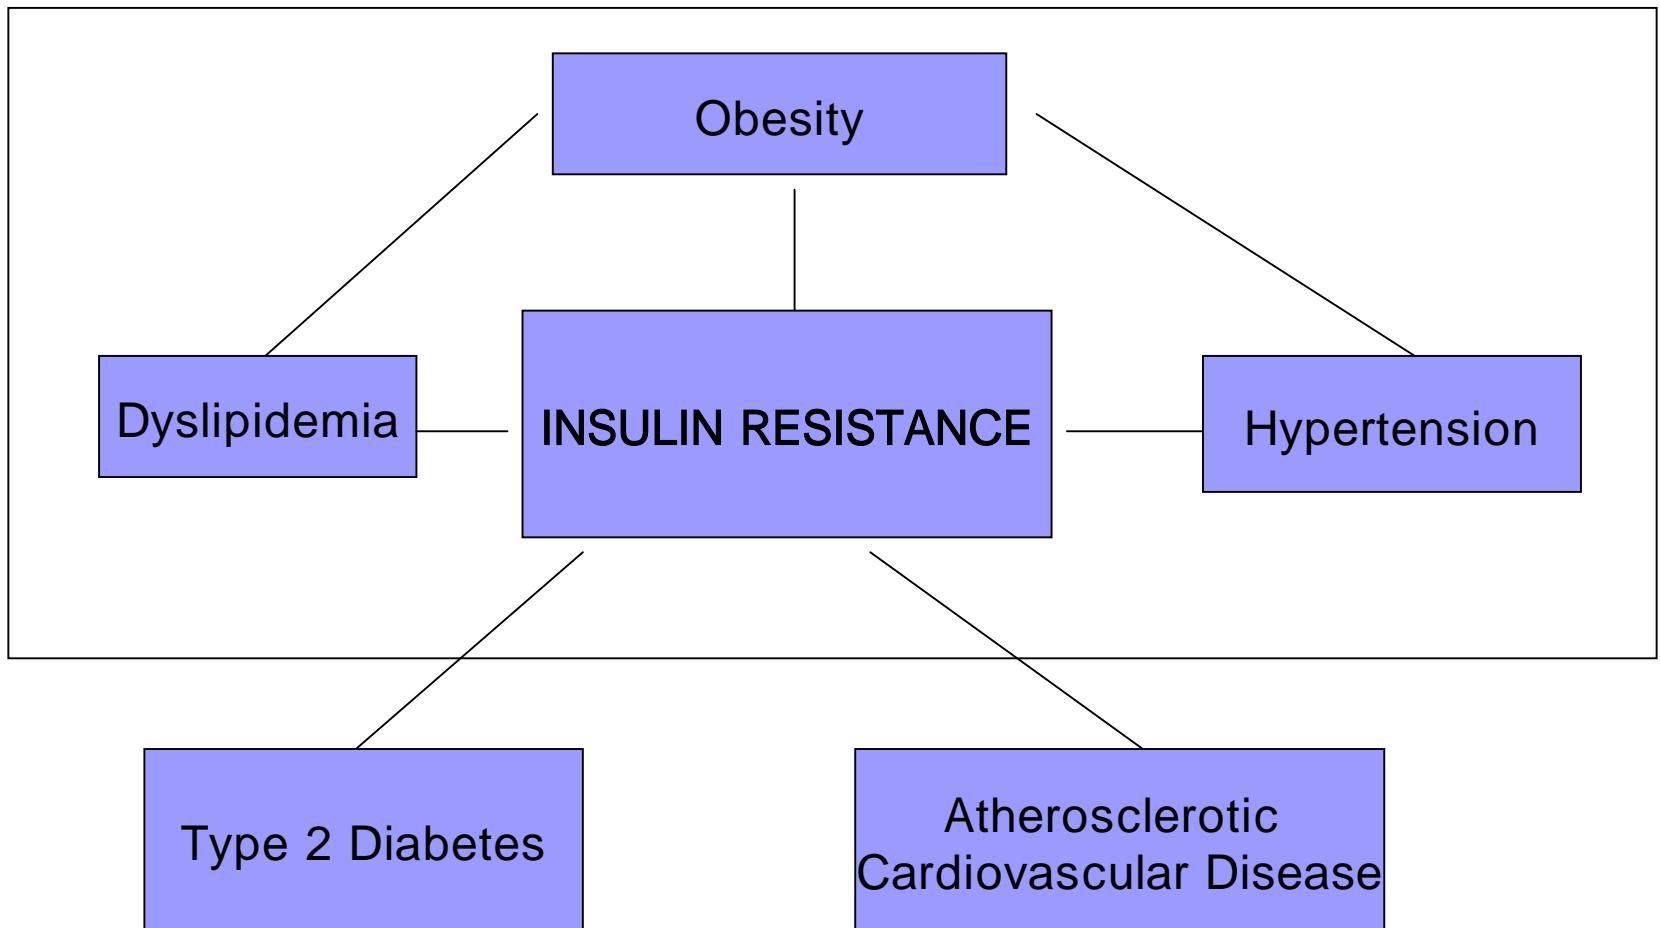 Obesity
Dyslipidemia
INSULIN RESISTANCE
Hypertension
Type 2 Diabetes
Atherosclerotic
Cardiovascular Disease